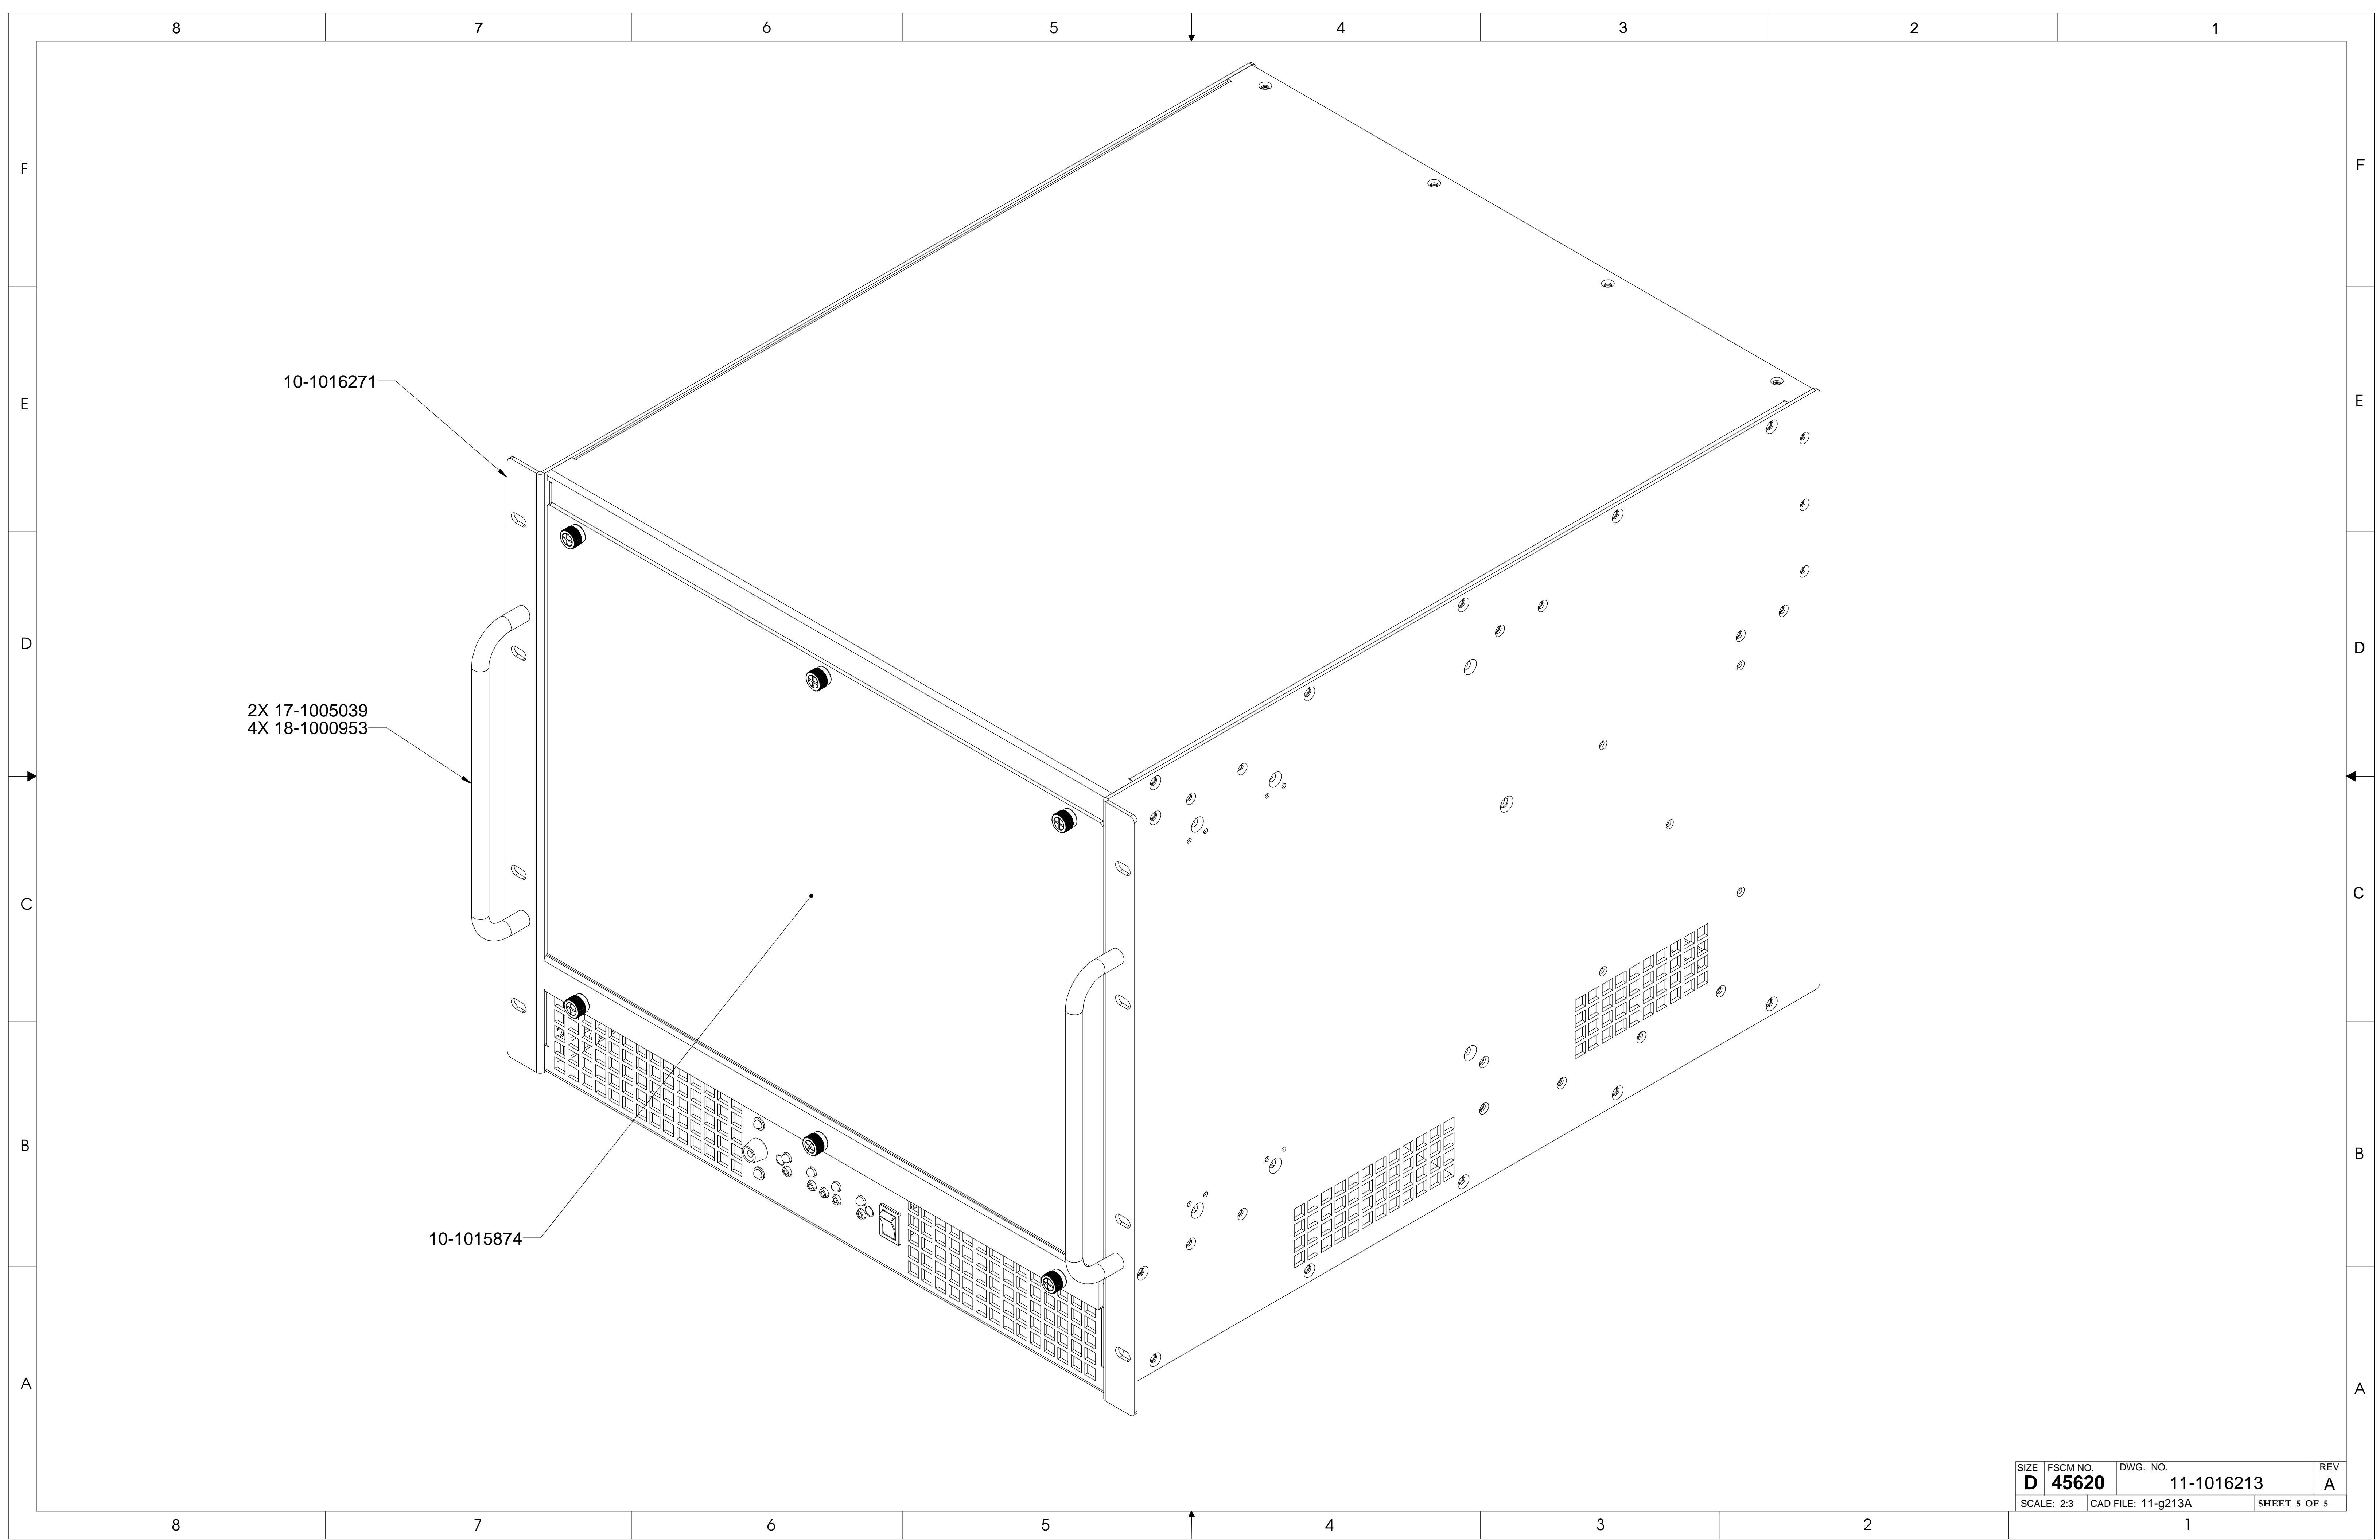 8 7 6 5 4 3 2 1
F F
10-1016271
E E
D D
2X 17-1005039
4X 18-1000953
C C
10-1015874
B B
A A
SIZE FSCM NO. DWG. NO. REV
D 45620 11-1016213 A
SCALE: 2:3 CAD FILE: 11-g213A SHEET 5 OF 5
8 7 6 5 4 3 2 1